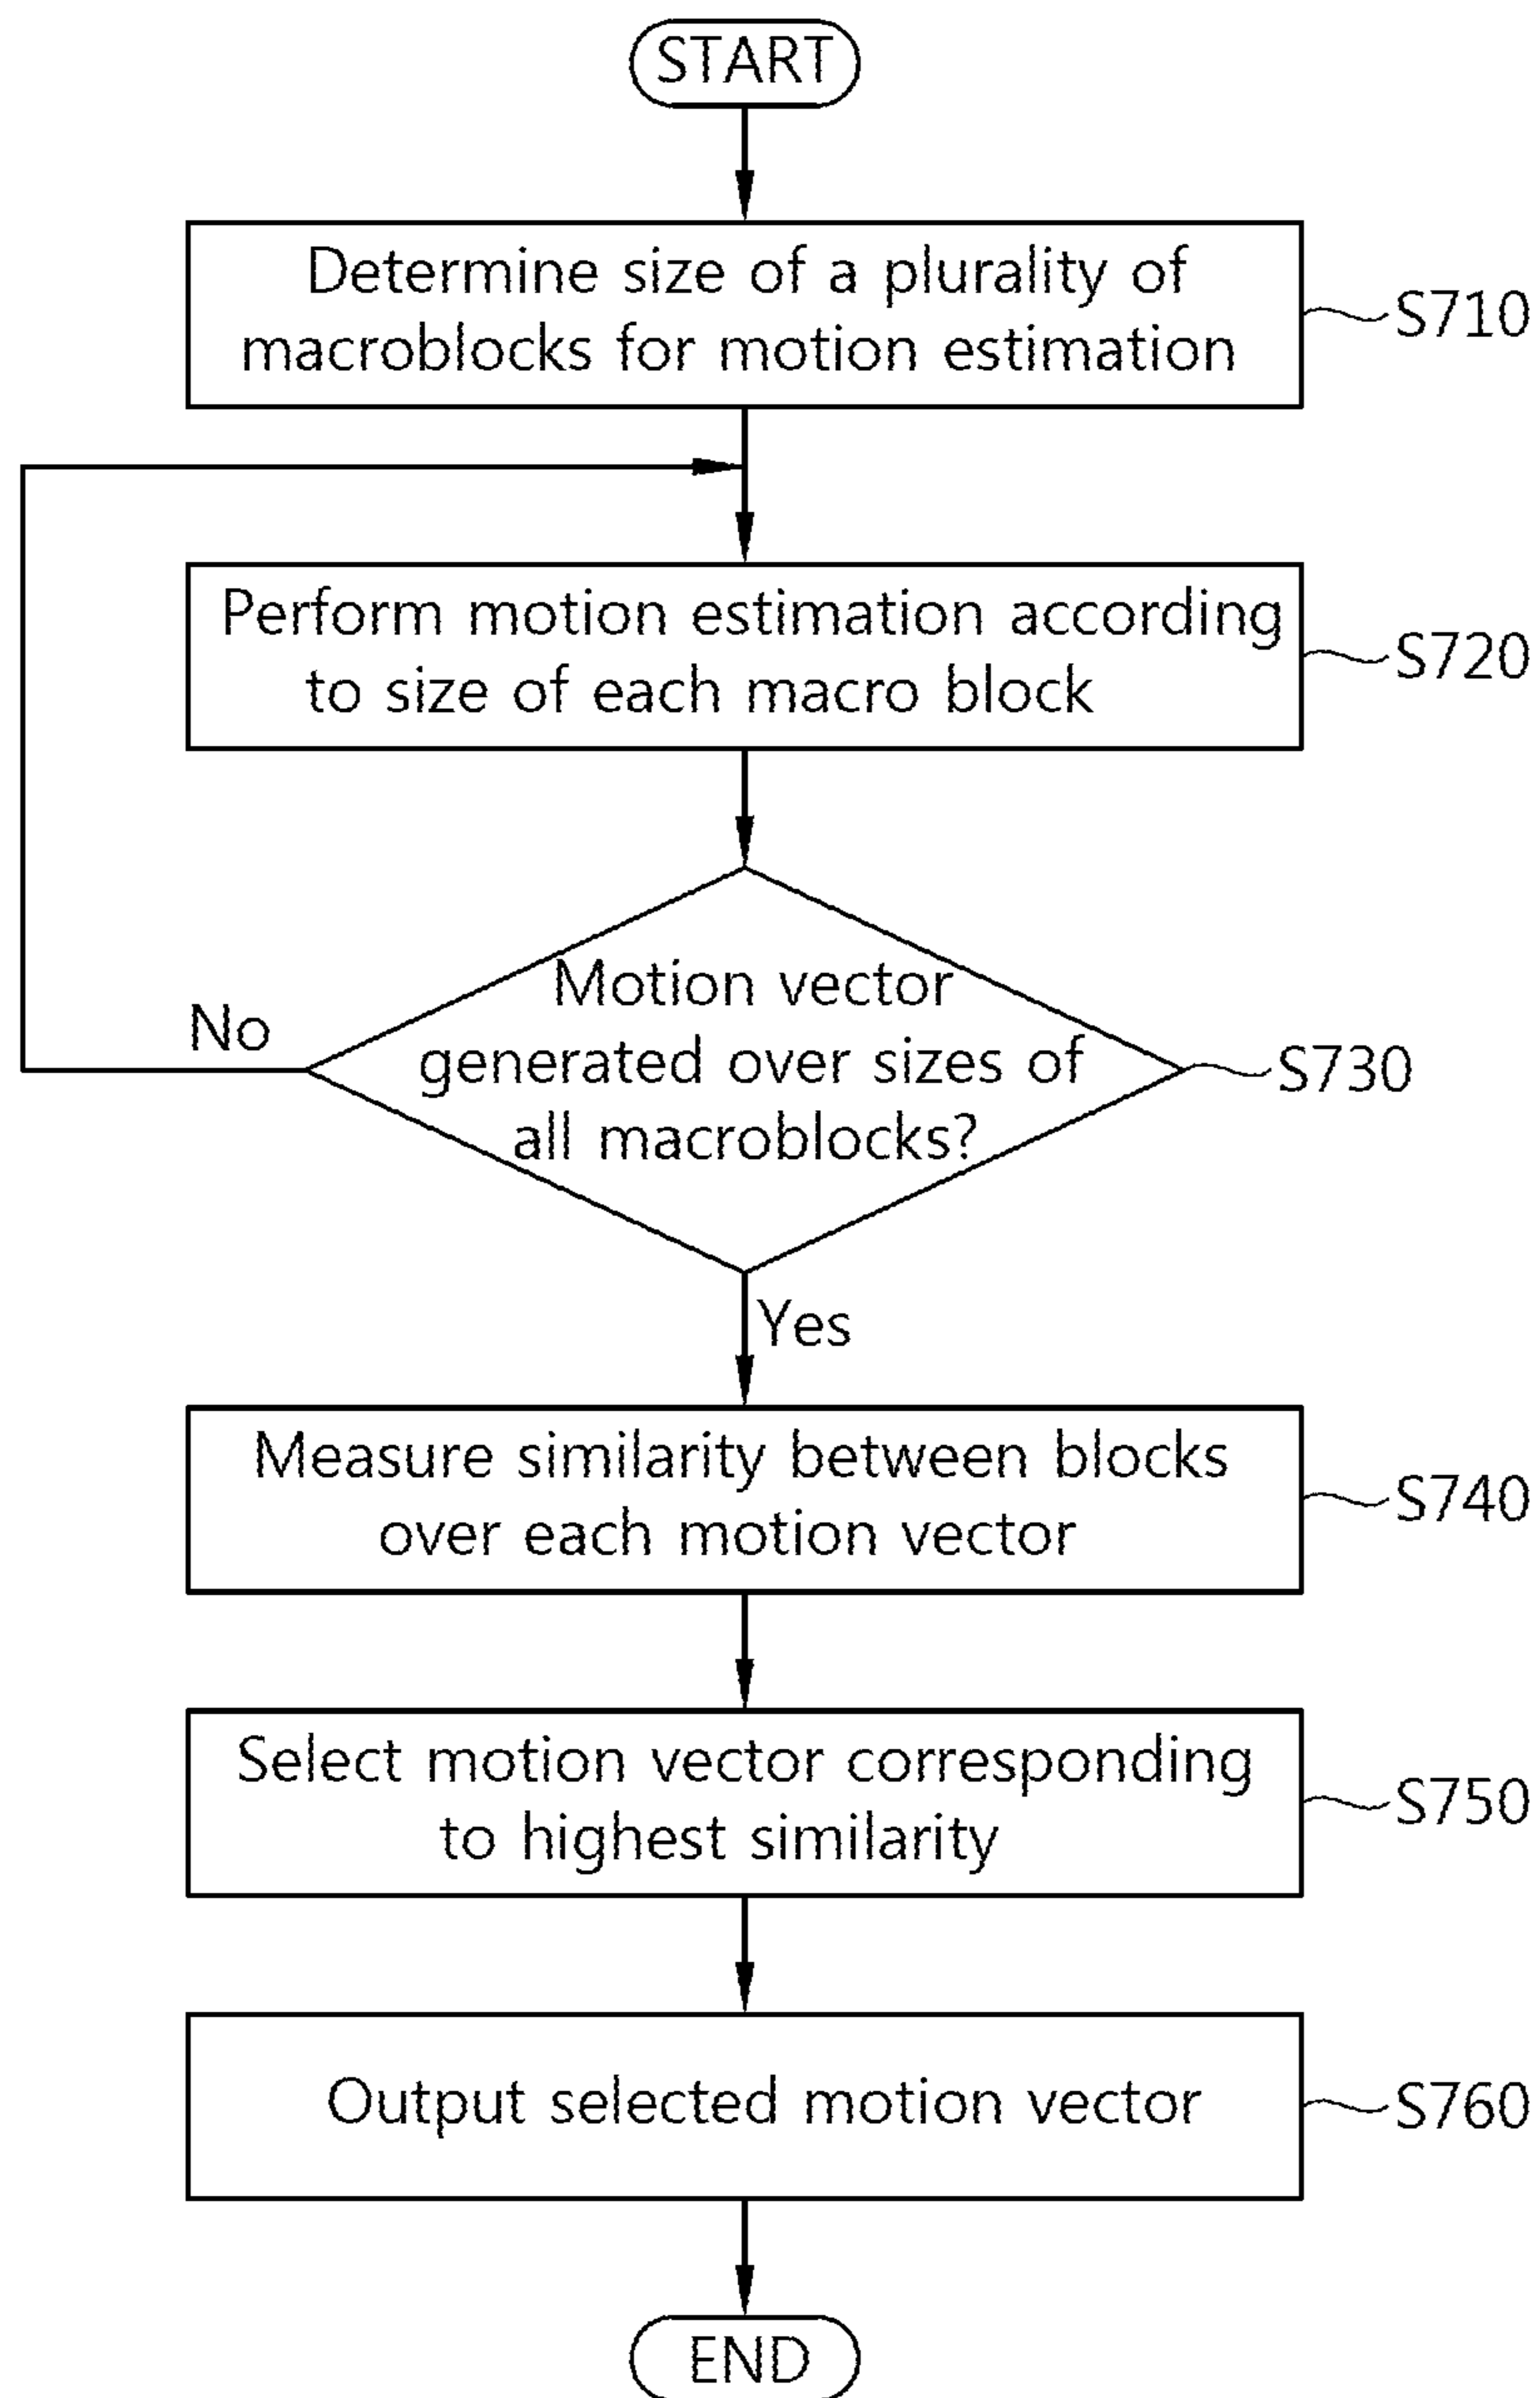 START
Determine size of a plurality of
macroblocks for motion estimation
S710
Perform motion estimation according
to size of each macro block
S720
Motion vector
generated over sizes of
all macroblocks?
S730
No
Yes
Measure similarity between blocks
over each motion vector
S740
Select motion vector corresponding
to highest similarity
S750
Output selected motion vector
S760
END